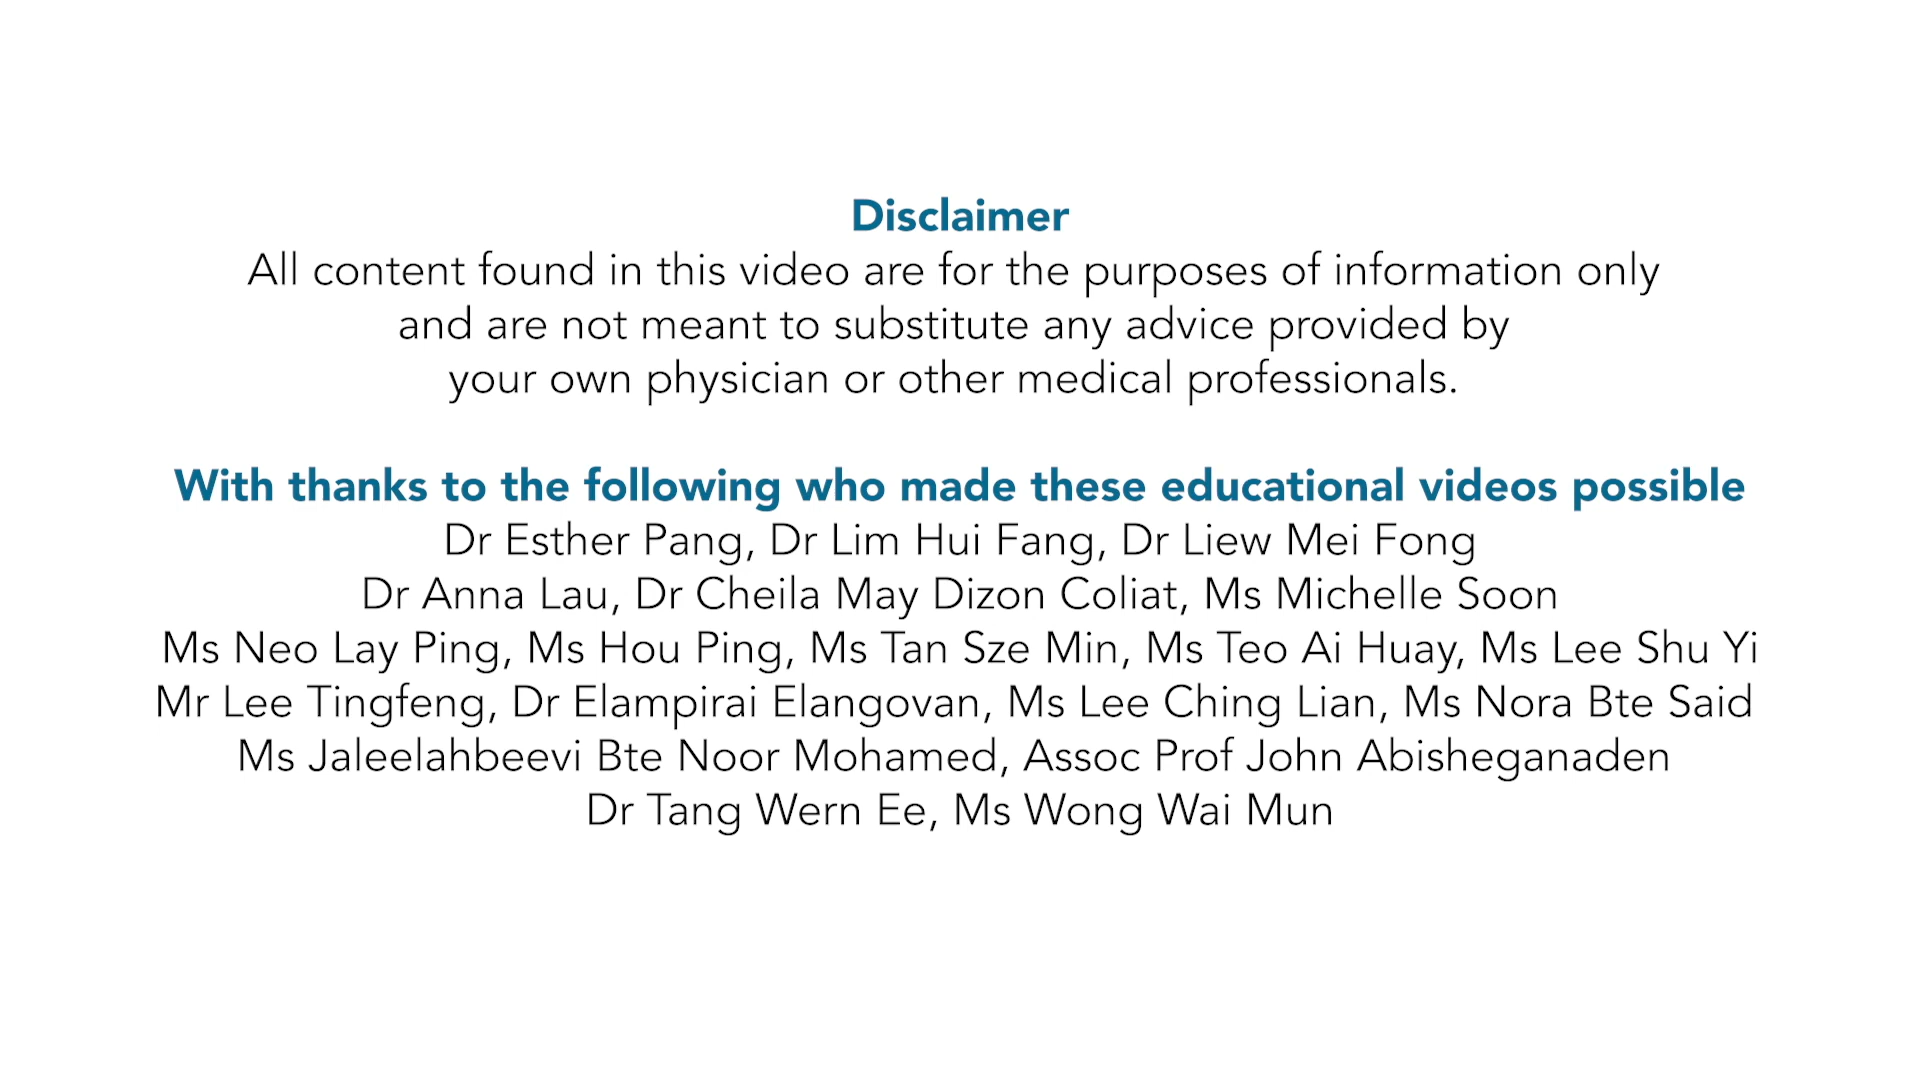 Disclaimer
All content found in this video are for the purposes of information only
and are not meant to substitute any advice provided by
your own physician or other medical professionals.
With thanks to the following who made these educational videos possible
Dr Esther Pang, Dr Lim Hui Fang, Dr Liew Mei Fong
Dr Anna Lau, Dr Cheila May Dizon Coliat, Ms Michelle Soon
Ms Neo Lay Ping, Ms Hou Ping, Ms Tan Sze Min, Ms Teo Ai Huay, Ms Lee Shu Yi
Mr Lee Tingfeng, Dr Elampirai Elangovan, Ms Lee Ching Lian, Ms Nora Bte Said
Ms Jaleelahbeevi Bte Noor Mohamed, Assoc Prof John Abisheganaden
Dr Tang Wern Ee, Ms Wong Wai Mun